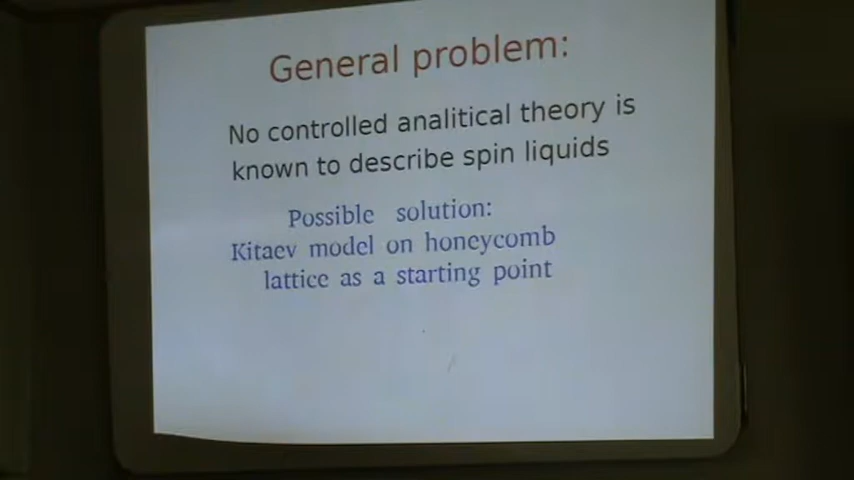 General problem:
No controlled analitical theory is
known to describe spin liquids
Possible solution:
Kitaev model on honeycomb
lattice as a starting point